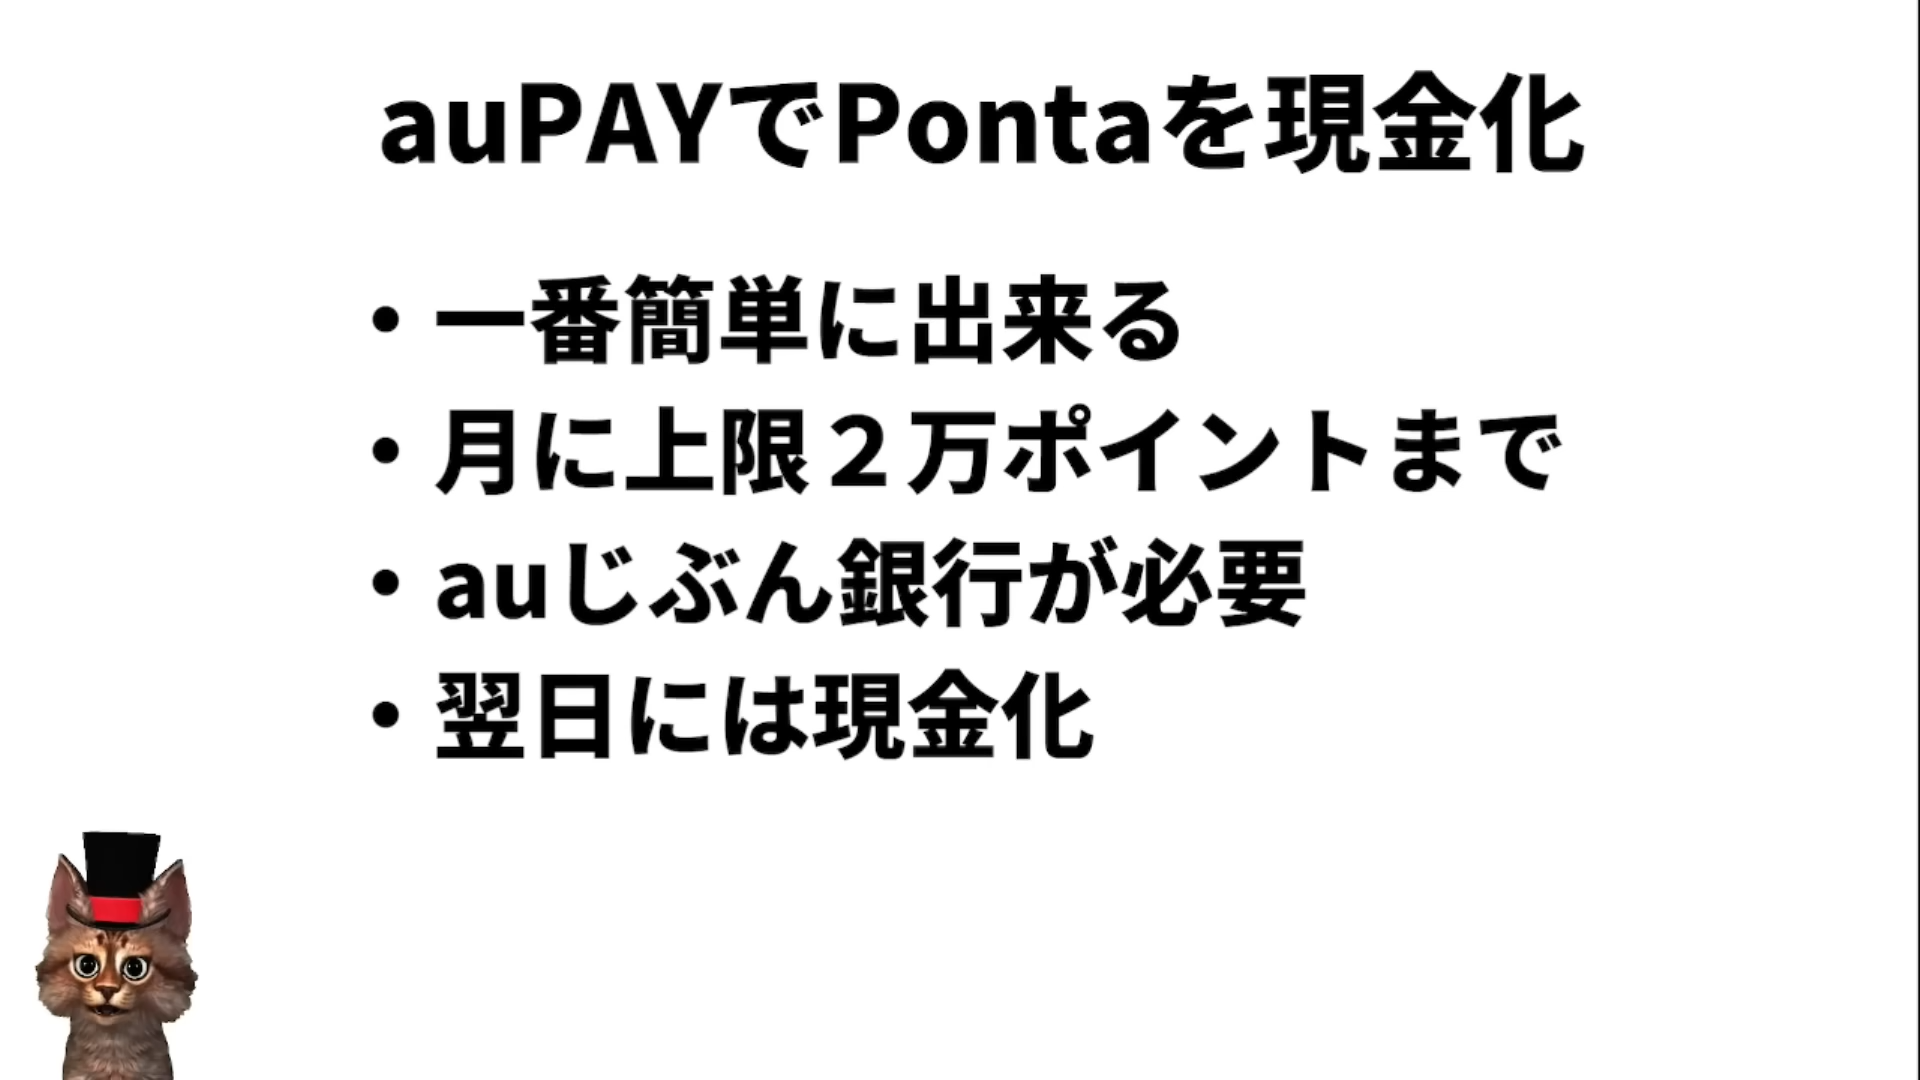 auPAYでPontaを現金化
・一番簡単に出来る
・月に上限２万ポイントまで
・auじぶん銀行が必要
・翌日には現金化